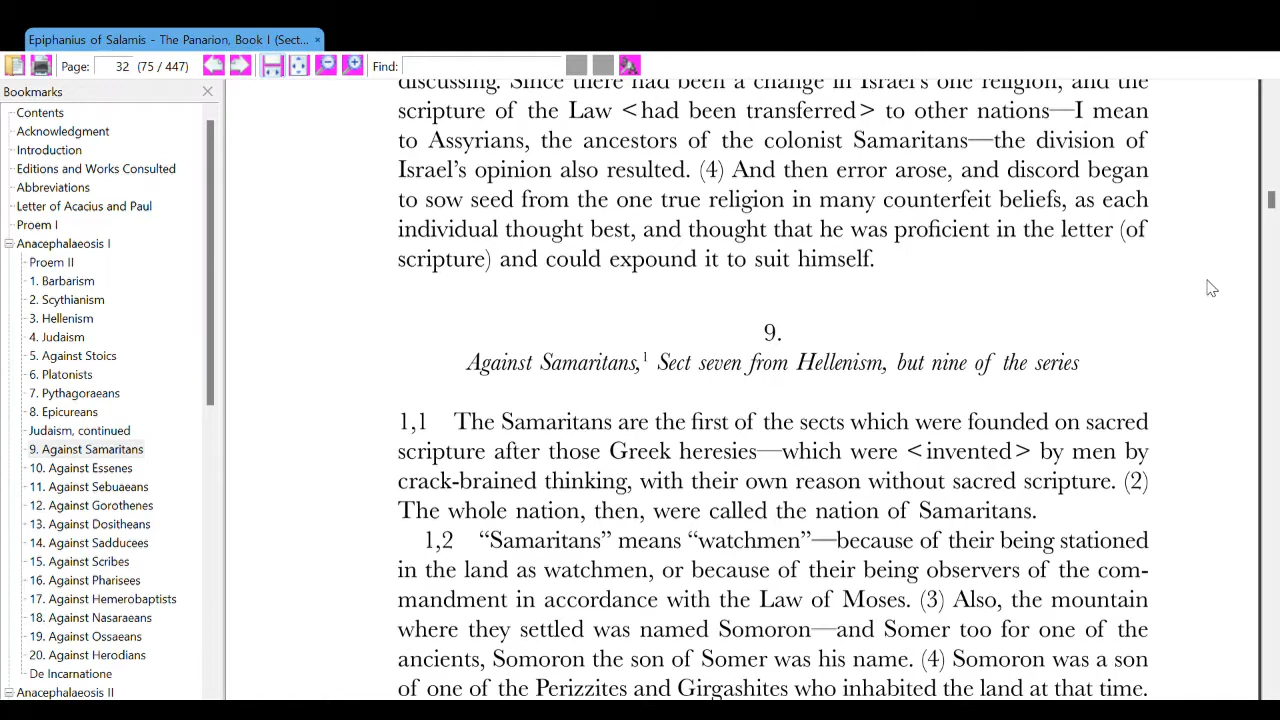 Epiphanius of Salamis - The Panarion, Book I (Sect...
Page: 32 (75 / 447) Find:
Bookmarks
Contents
Acknowledgment
Introduction
Editions and Works Consulted
Abbreviations
Letter of Acacius and Paul
Proem I
Anacephalaeosis I
Proem II
1. Barbarism
2. Scythianism
3. Hellenism
4. Judaism
5. Against Stoics
6. Platonists
7. Pythagoraeans
8. Epicureans
Judaism, continued
9. Against Samaritans
10. Against Essenes
11. Against Sebuaeans
12. Against Gorothenes
13. Against Dositheans
14. Against Sadducees
15. Against Scribes
16. Against Pharisees
17. Against Hemerobaptists
18. Against Nasaraeans
19. Against Ossaeans
20. Against Herodians
De Incarnatione
Anacephalaeosis II
discussing. Since there had been a change in Israel's one religion, and the
scripture of the Law <had been transferred> to other nations—I mean
to Assyrians, the ancestors of the colonist Samaritans—the division of
Israel's opinion also resulted. (4) And then error arose, and discord began
to sow seed from the one true religion in many counterfeit beliefs, as each
individual thought best, and thought that he was proficient in the letter (of
scripture) and could expound it to suit himself.
9.
Against Samaritans,1 Sect seven from Hellenism, but nine of the series
1,1 The Samaritans are the first of the sects which were founded on sacred
scripture after those Greek heresies—which were <invented> by men by
crack-brained thinking, with their own reason without sacred scripture. (2)
The whole nation, then, were called the nation of Samaritans.
1,2 “Samaritans” means “watchmen”—because of their being stationed
in the land as watchmen, or because of their being observers of the com-
mandment in accordance with the Law of Moses. (3) Also, the mountain
where they settled was named Somoron—and Somer too for one of the
ancients, Somoron the son of Somer was his name. (4) Somoron was a son
of one of the Perizzites and Girgashites who inhabited the land at that time.